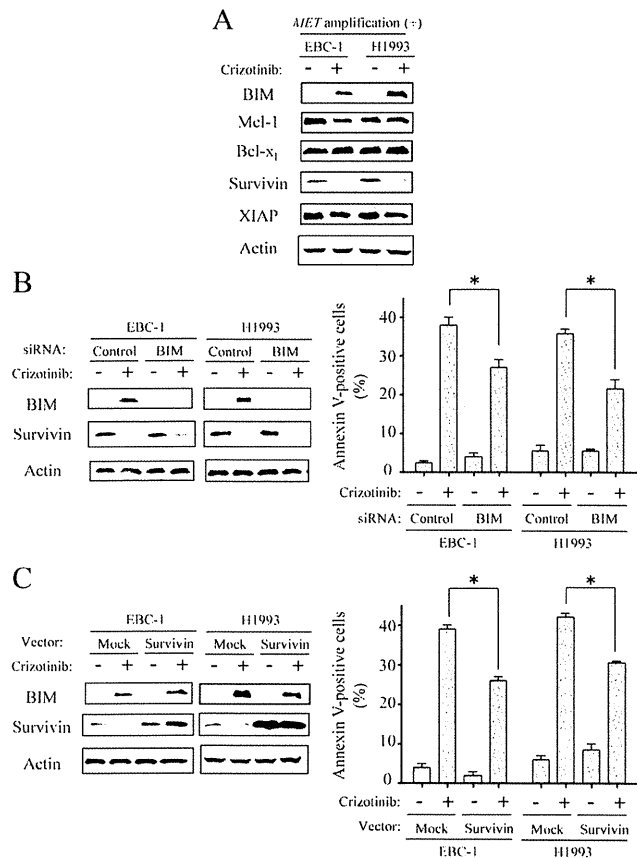 A
MET amplification (+)
EBC-1 H1993
Crizotinib: - + - +
BIM
Mcl-1
Bcl-xL
Survivin
XIAP
Actin
B
EBC-1 H1993
siRNA: Control BIM Control BIM
Crizotinib: - + - + - + - +
BIM
Survivin
Actin
Annexin V-positive cells
(%)
40
30
20
10
0
* *
Crizotinib: - + - + - + - +
siRNA: Control BIM Control BIM
EBC-1 H1993
C
EBC-1 H1993
Vector: Mock Survivin Mock Survivin
Crizotinib: - + - + - + - +
BIM
Survivin
Actin
Annexin V-positive cells
(%)
40
30
20
10
0
* *
Crizotinib: - + - + - + - +
Vector: Mock Survivin Mock Survivin
EBC-1 H1993